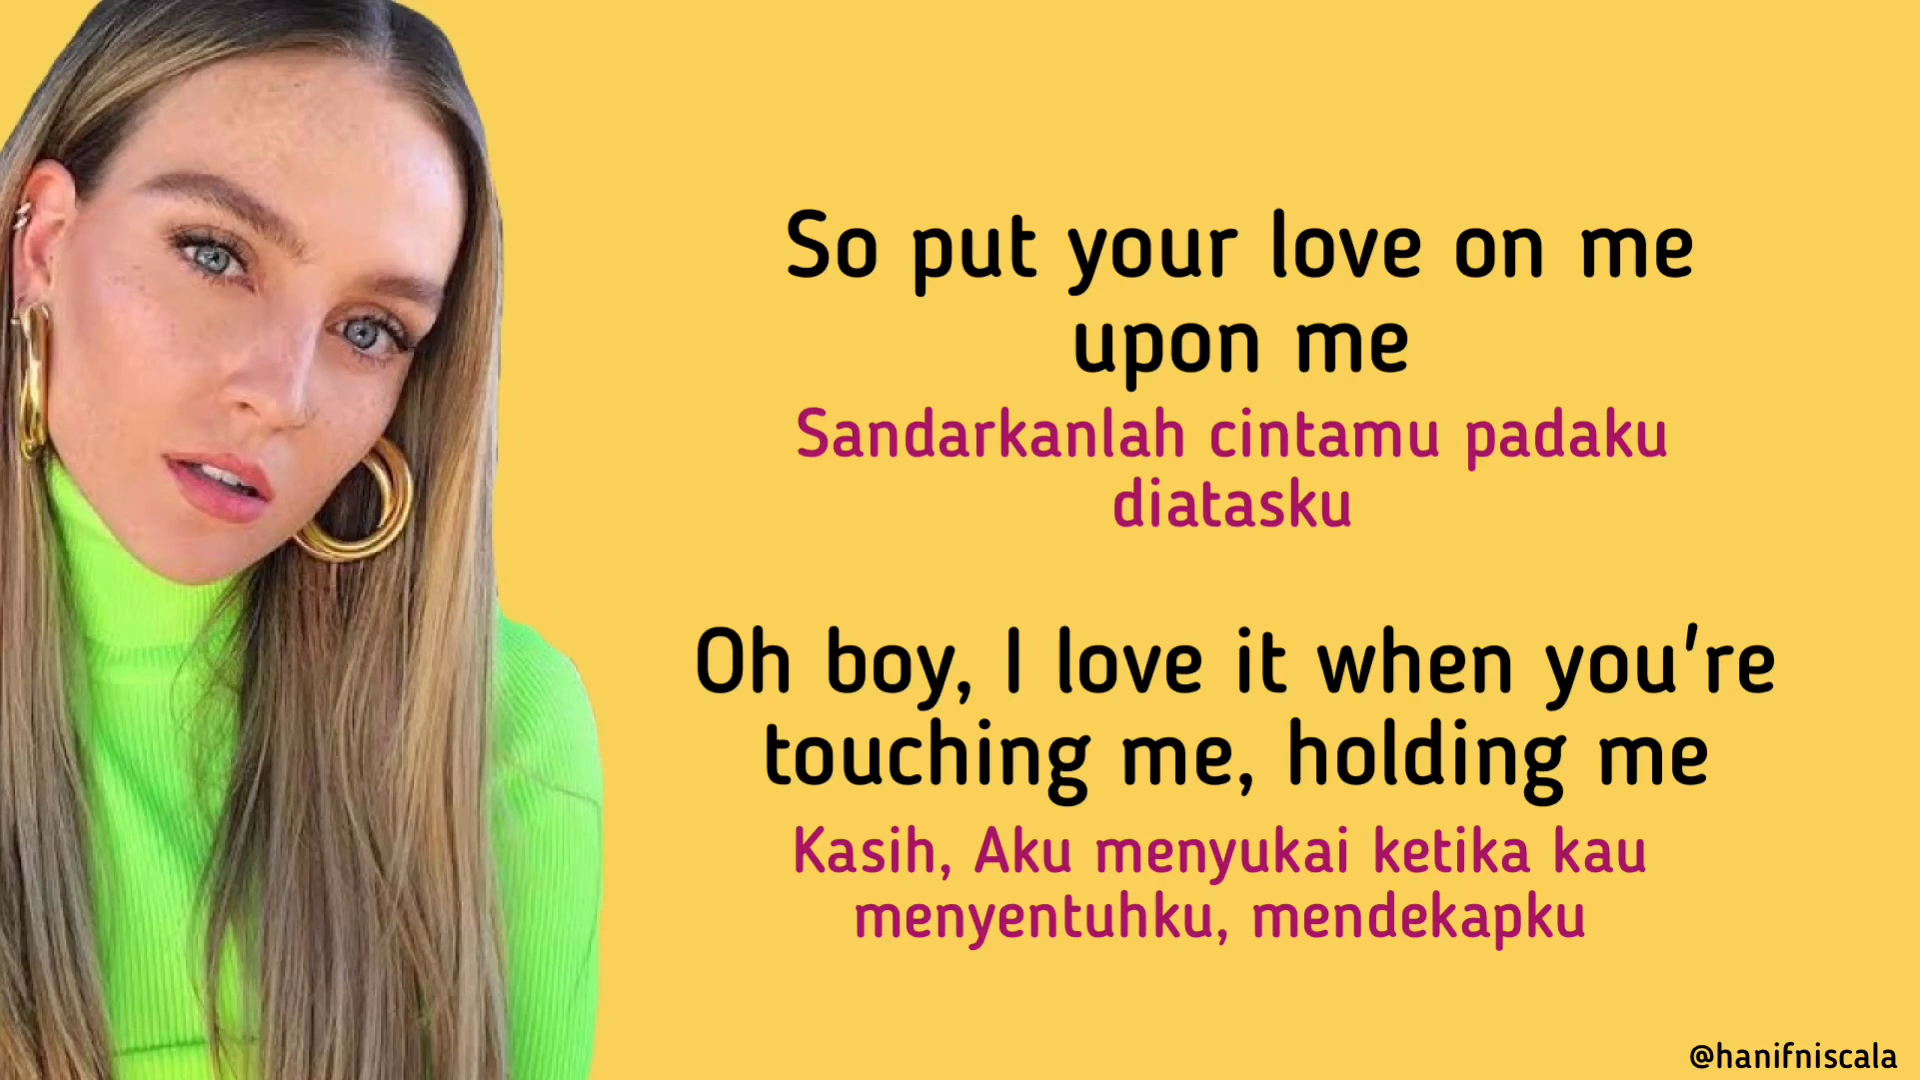 So put your love on me
upon me
Sandarkanlah cintamu padaku
diatasku
Oh boy, I love it when you're
touching me, holding me
Kasih, Aku menyukai ketika kau
menyentuhku, mendekapku
@hanifniscala